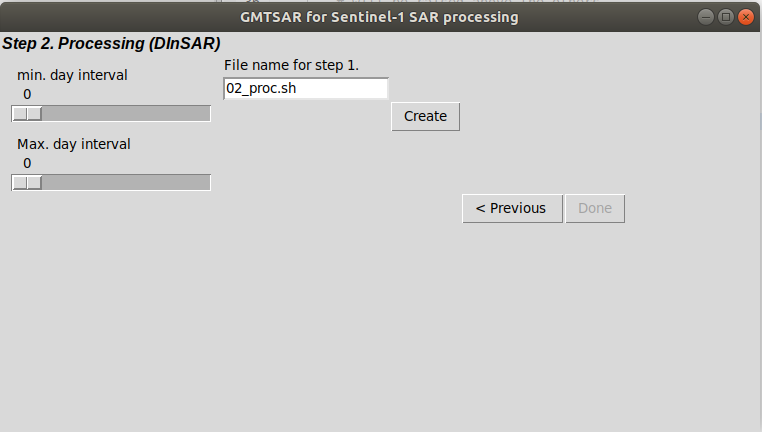 GMTSAR for Sentinel-1 SAR processing
Step 2. Processing (DInSAR)
File name for step 1.
min. day interval
0
02_proc.sh
Create
Max. day interval
0
< Previous
Done